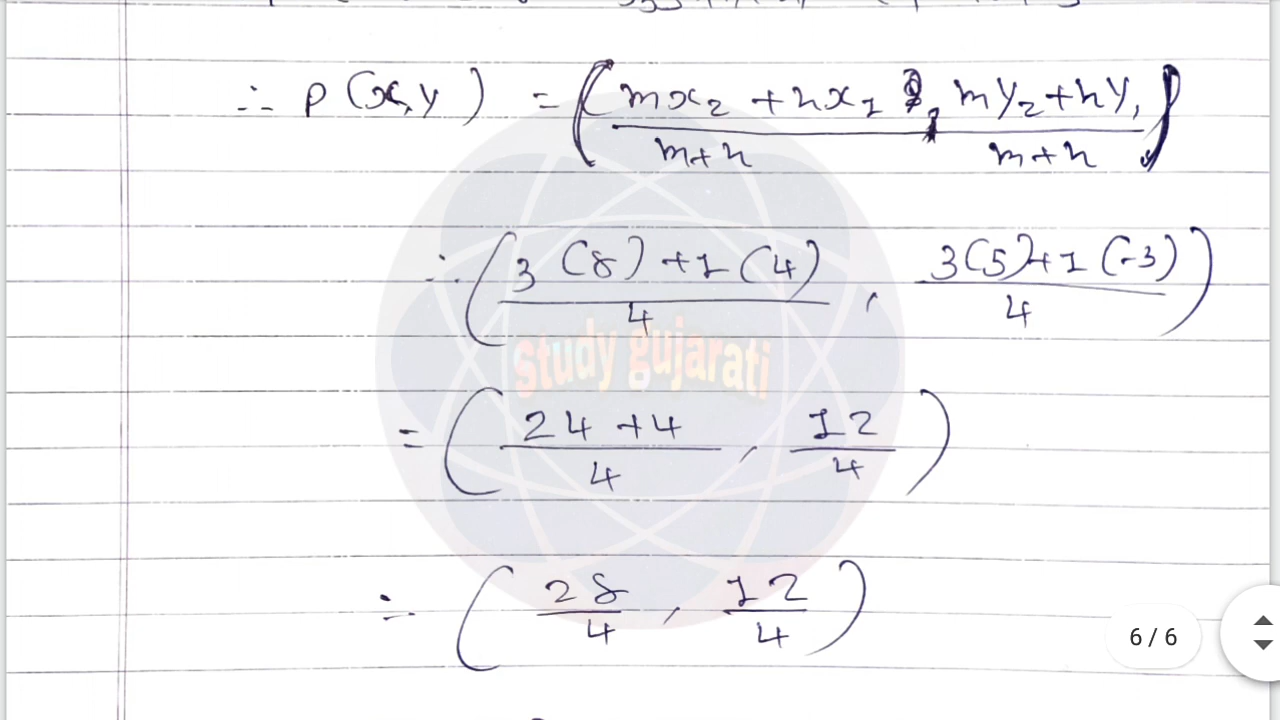 ∴ P(x,y) = (mx₂ + nx₁ / m+n , my₂ + ny₁ / m+n)
∴ (3(8) + 1(4) / 4 , 3(5) + 1(-3) / 4)
= (24 + 4 / 4 , 12 / 4)
study gujarati
∴ (28 / 4 , 12 / 4)
6 / 6